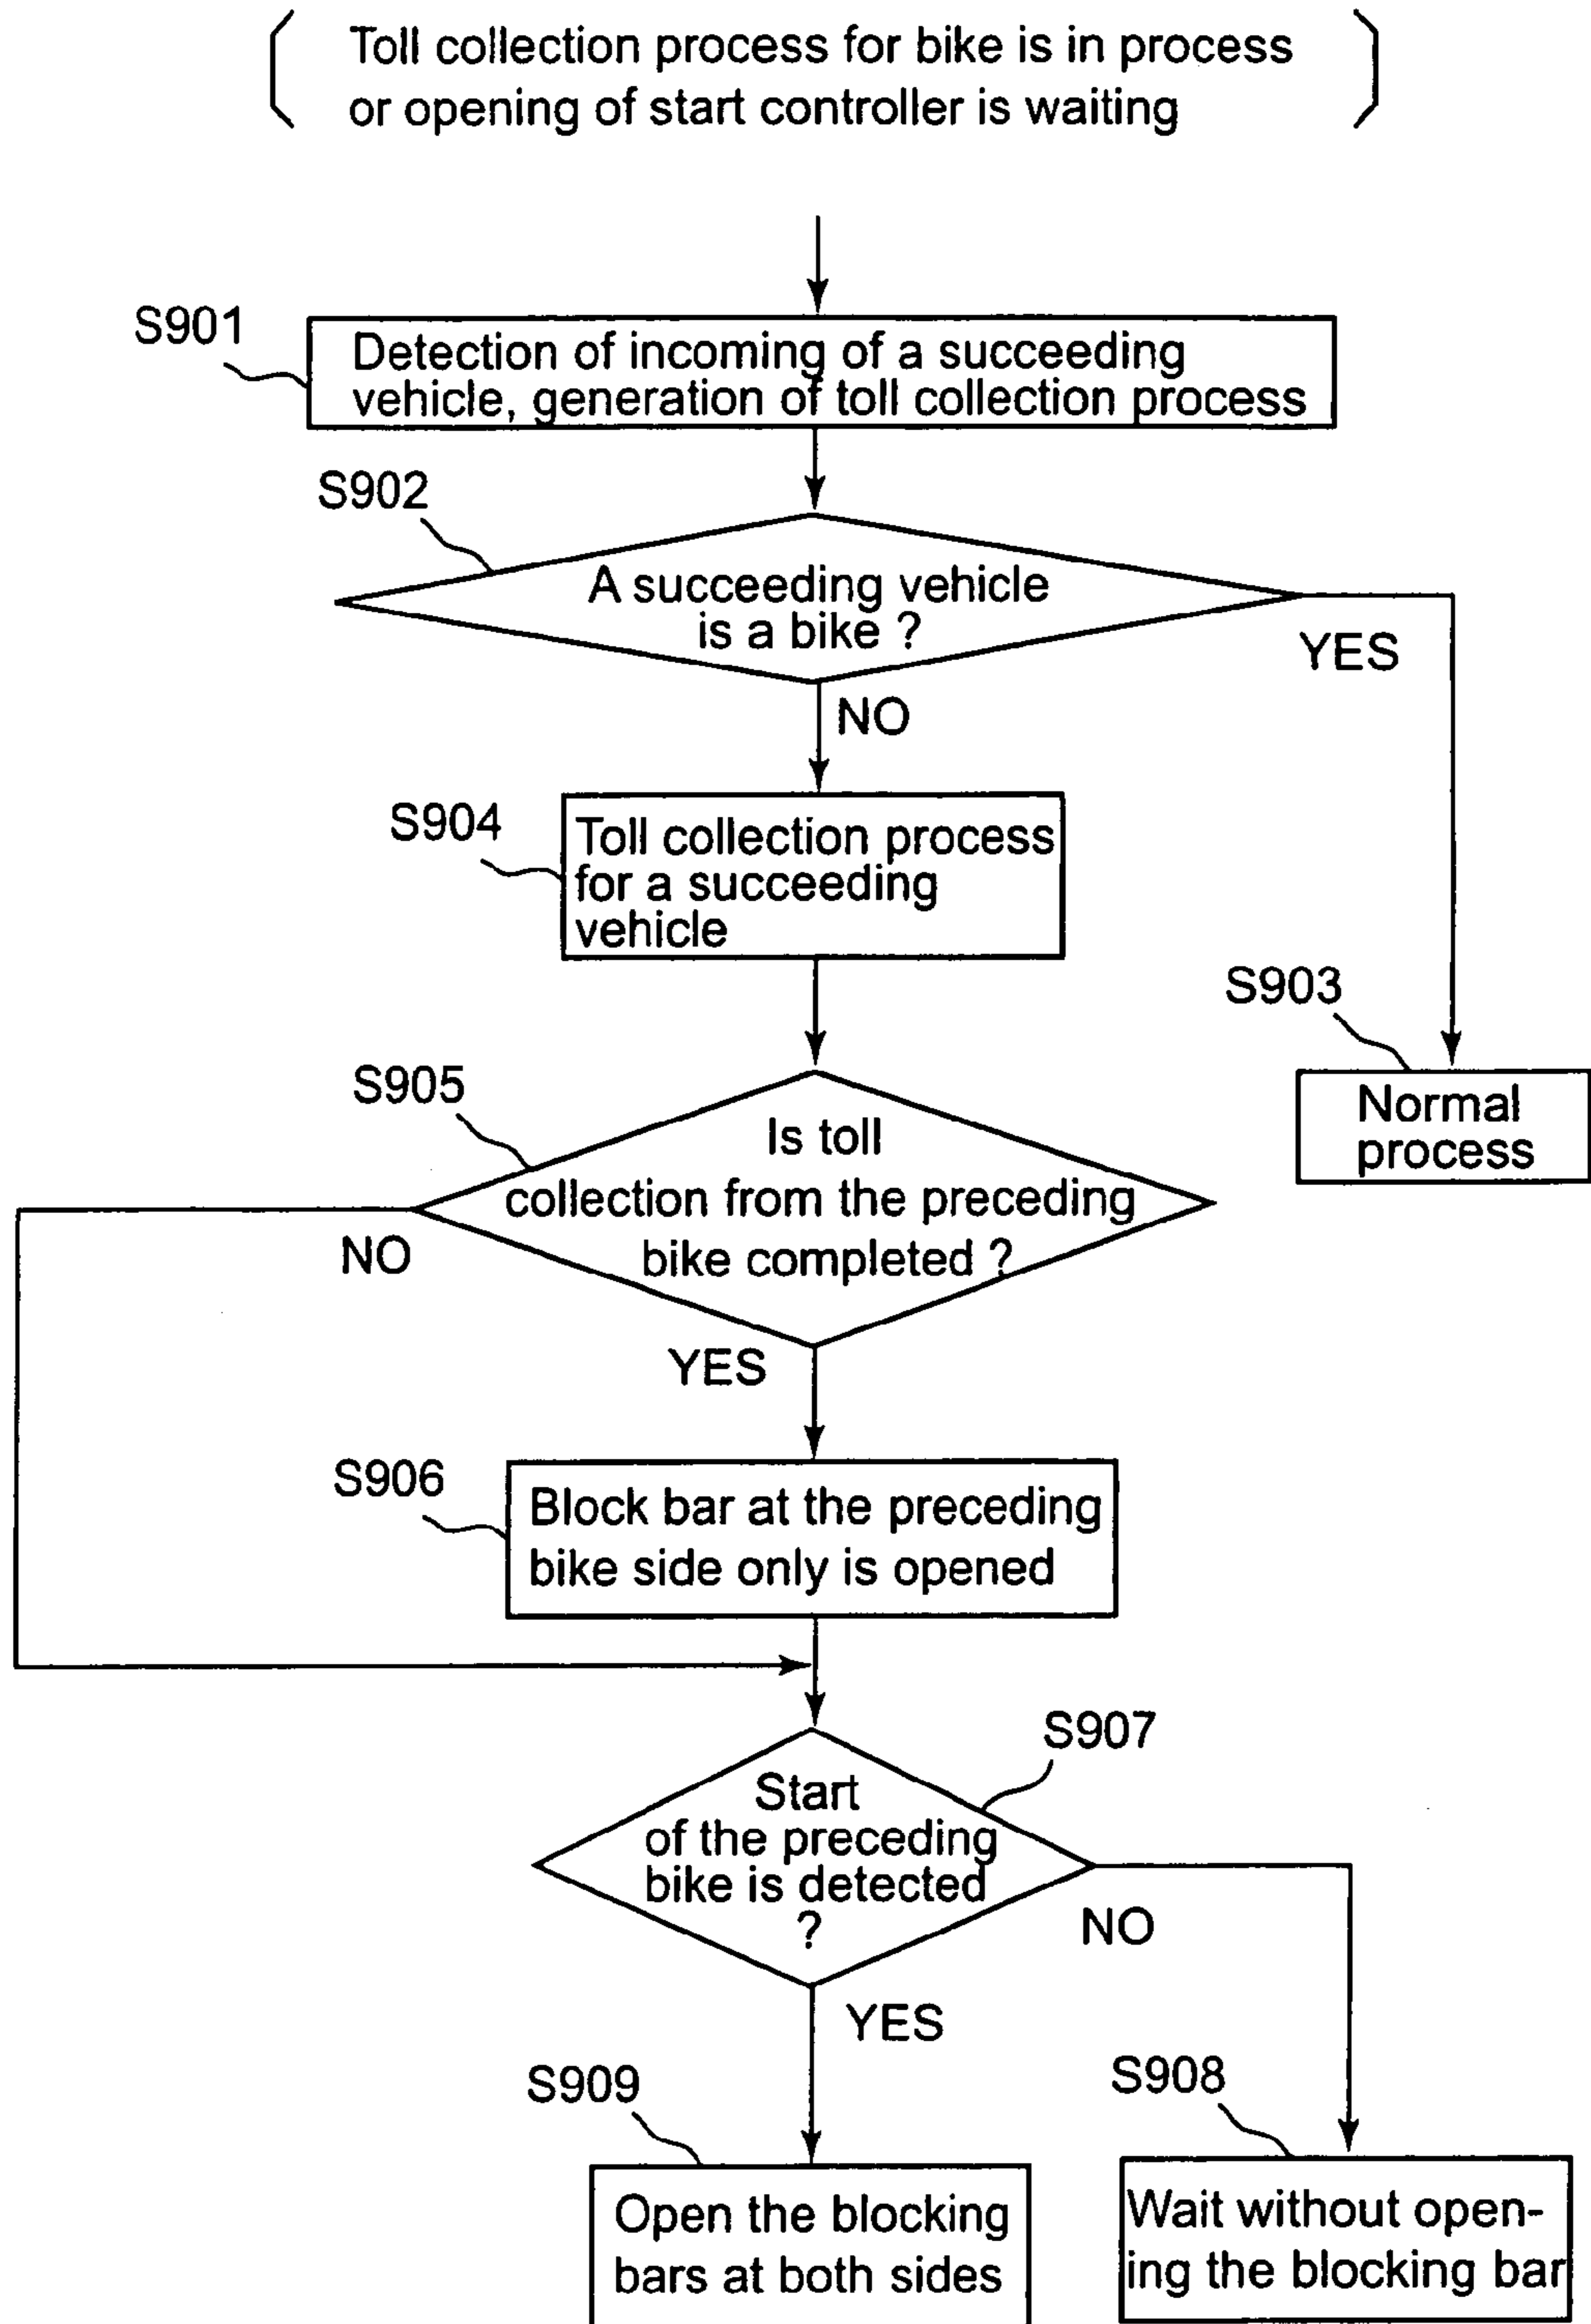 Toll collection process for bike is in process
or opening of start controller is waiting
S901
Detection of incoming of a succeeding
vehicle, generation of toll collection process
S902
A succeeding vehicle
is a bike ?
YES
NO
S904
Toll collection process
for a succeeding
vehicle
S903
Normal
process
S905
Is toll
collection from the preceding
bike completed ?
NO
YES
S906
Block bar at the preceding
bike side only is opened
S907
Start
of the preceding
bike is detected
?
NO
YES
S909
Open the blocking
bars at both sides
S908
Wait without open-
ing the blocking bar